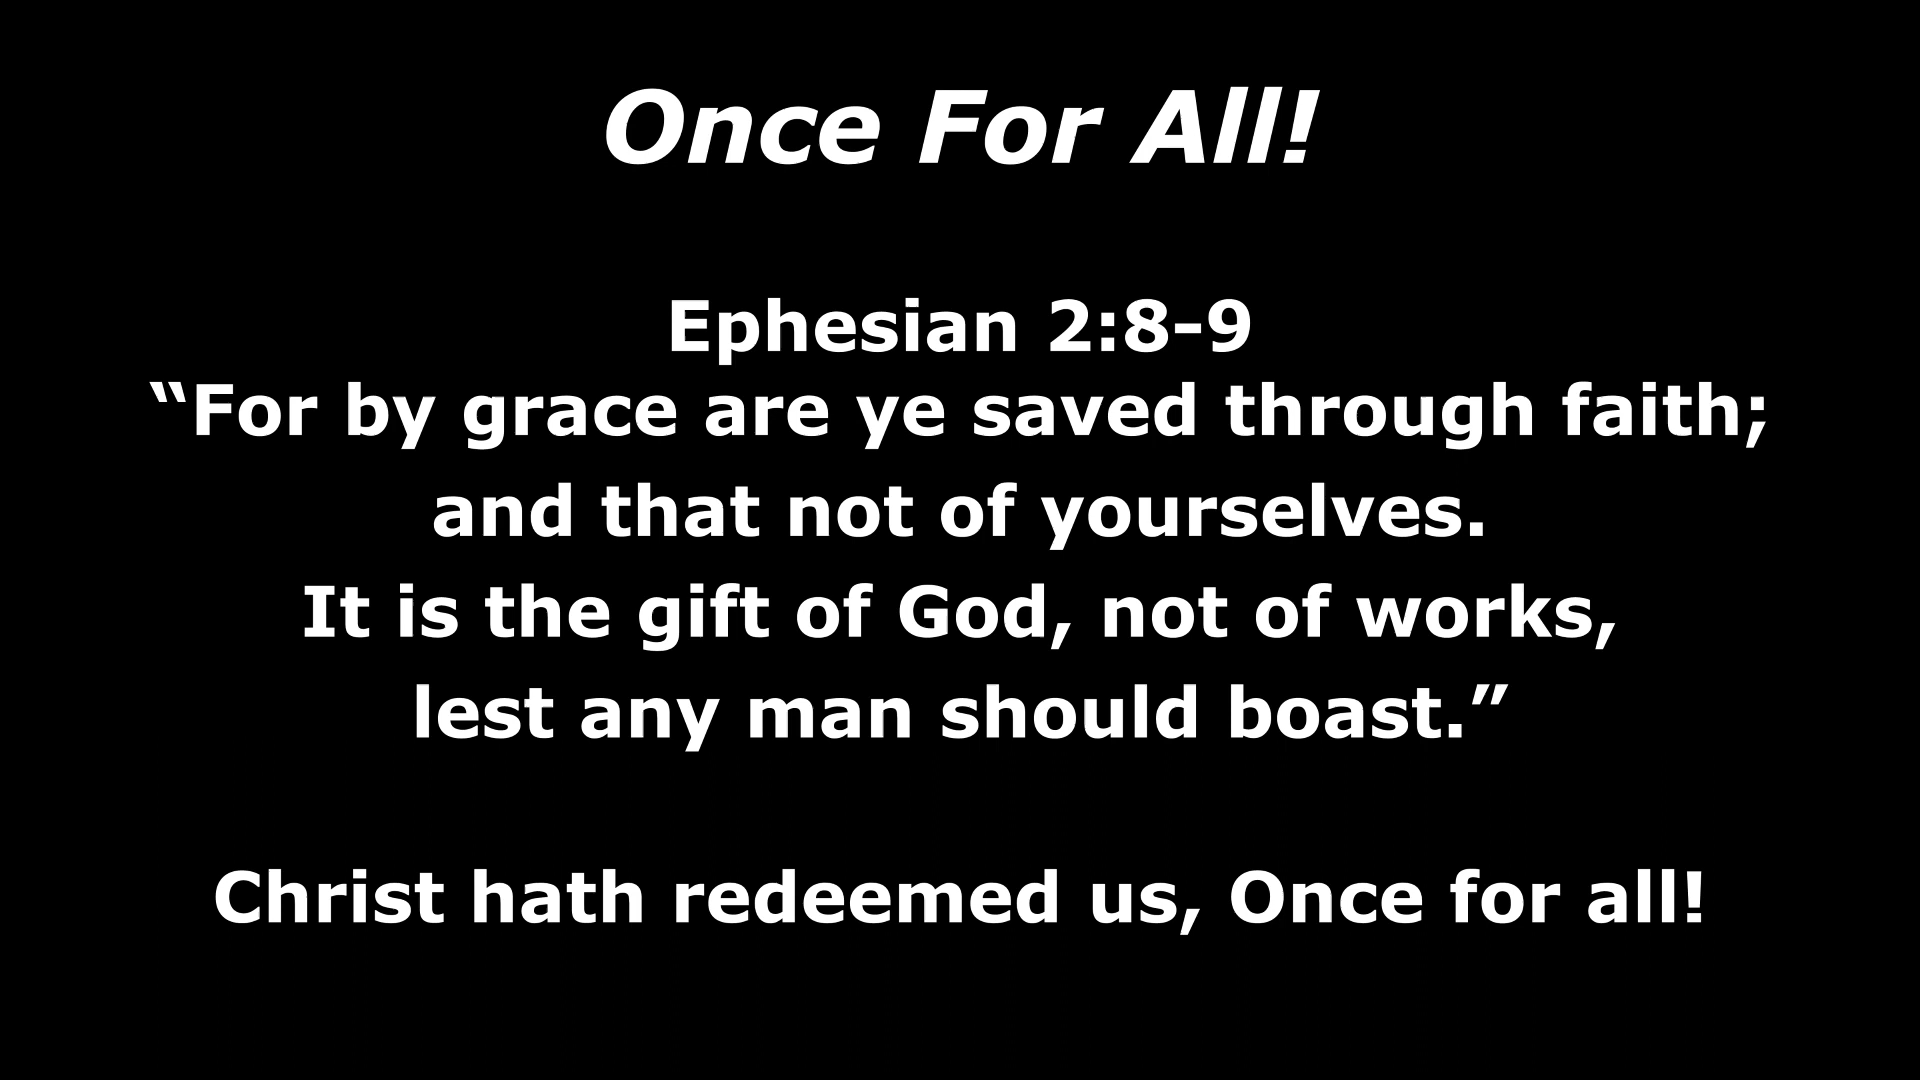 Once For All!
Ephesian 2:8–9
“For by grace are ye saved through faith;
and that not of yourselves.
It is the gift of God, not of works,
lest any man should boast.”
Christ hath redeemed us, Once for all!